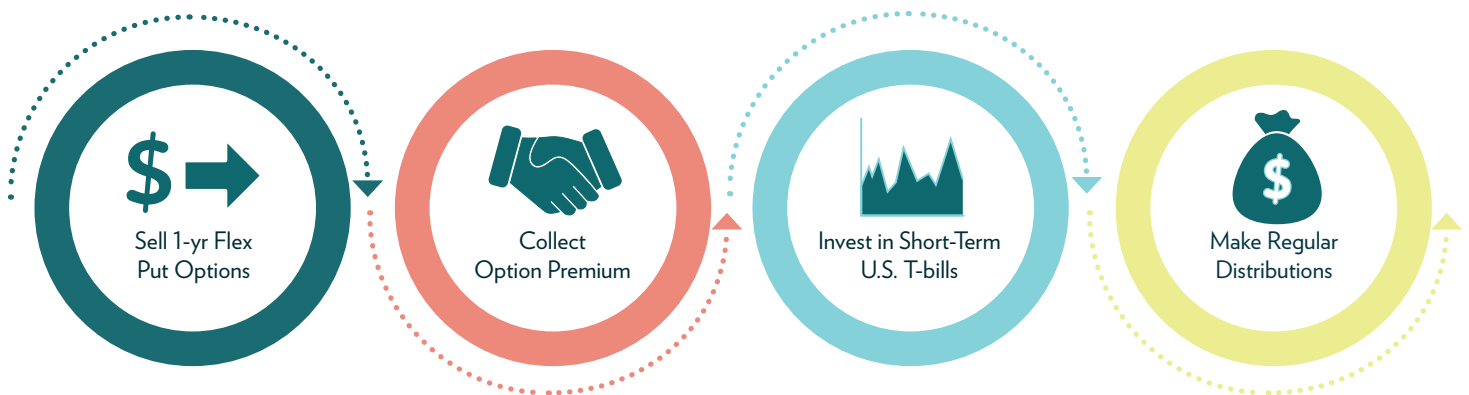 $
Sell 1-yr Flex
Put Options
Collect
Option Premium
Invest in Short-Term
U.S. T-bills
$
Make Regular
Distributions